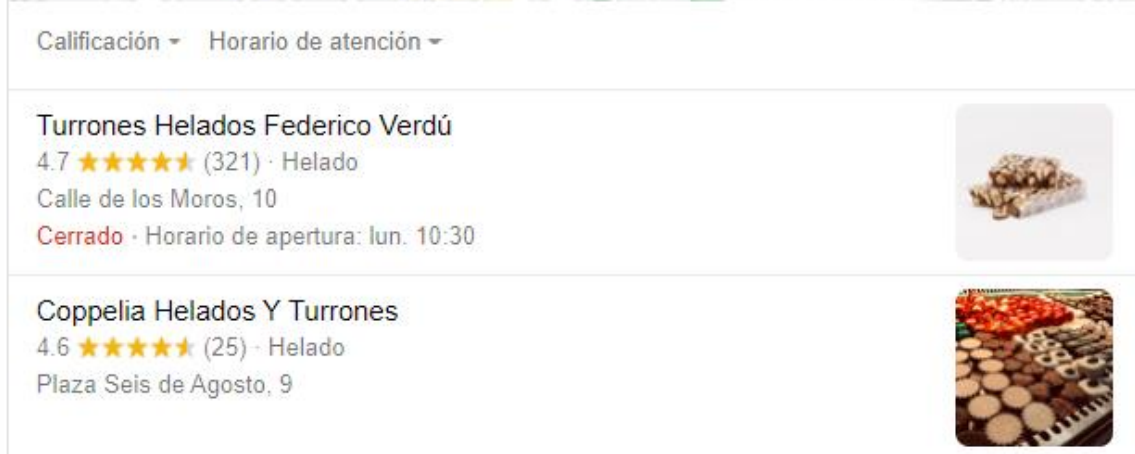 Calificación Horario de atención
Turrones Helados Federico Verdú
4.7 (321) · Helado
Calle de los Moros, 10
Cerrado · Horario de apertura: lun. 10:30
Coppelia Helados Y Turrones
4.6 (25) · Helado
Plaza Seis de Agosto, 9